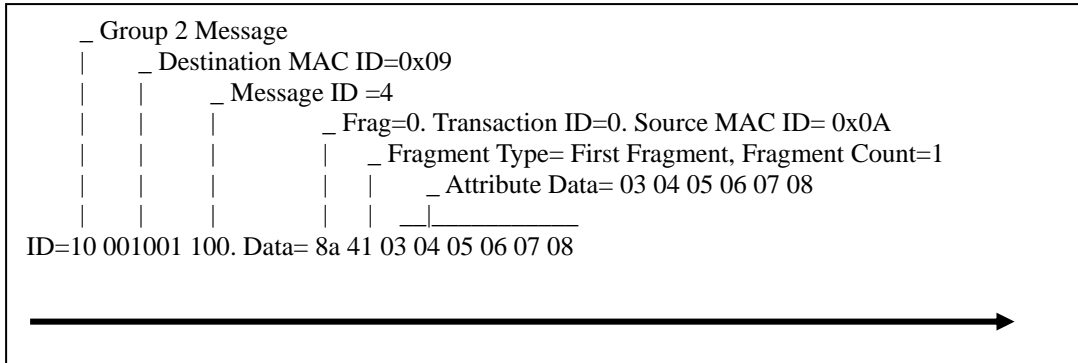 _ Group 2 Message
| _ Destination MAC ID=0x09
| | _ Message ID =4
| | | _ Frag=0. Transaction ID=0. Source MAC ID= 0x0A
| | | | _ Fragment Type= First Fragment, Fragment Count=1
| | | | | _ Attribute Data= 03 04 05 06 07 08
| | | | | __|____________
ID=10 001001 100. Data= 8a 41 03 04 05 06 07 08